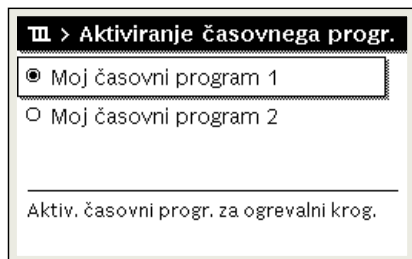 > Aktiviranje časovnega progr.
Moj časovni program 1
Moj časovni program 2
Aktiv. časovni progr. za ogrevalni krog.